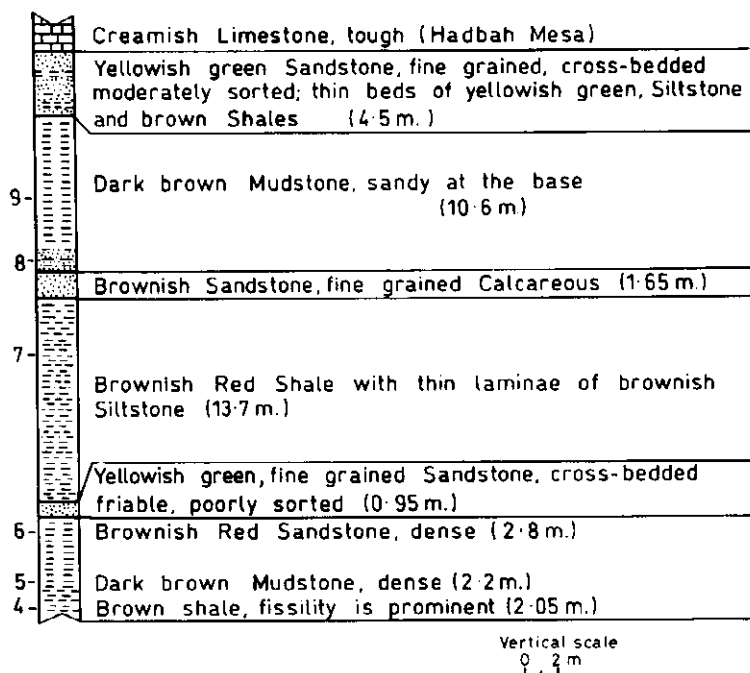 Creamish Limestone, tough (Hadbah Mesa)
Yellowish green Sandstone, fine grained, cross-bedded
moderately sorted; thin beds of yellowish green, Siltstone
and brown Shales (4·5 m.)
9-
Dark brown Mudstone, sandy at the base
(10·6 m.)
8-
Brownish Sandstone, fine grained Calcareous (1·65 m.)
7-
Brownish Red Shale with thin laminae of brownish
Siltstone (13·7 m.)
Yellowish green, fine grained Sandstone, cross-bedded
friable, poorly sorted (0·95 m.)
6- Brownish Red Sandstone, dense (2·8 m.)
5- Dark brown Mudstone, dense (2·2 m.)
4- Brown shale, fissility is prominent (2·05 m.)
Vertical scale
0 2 m